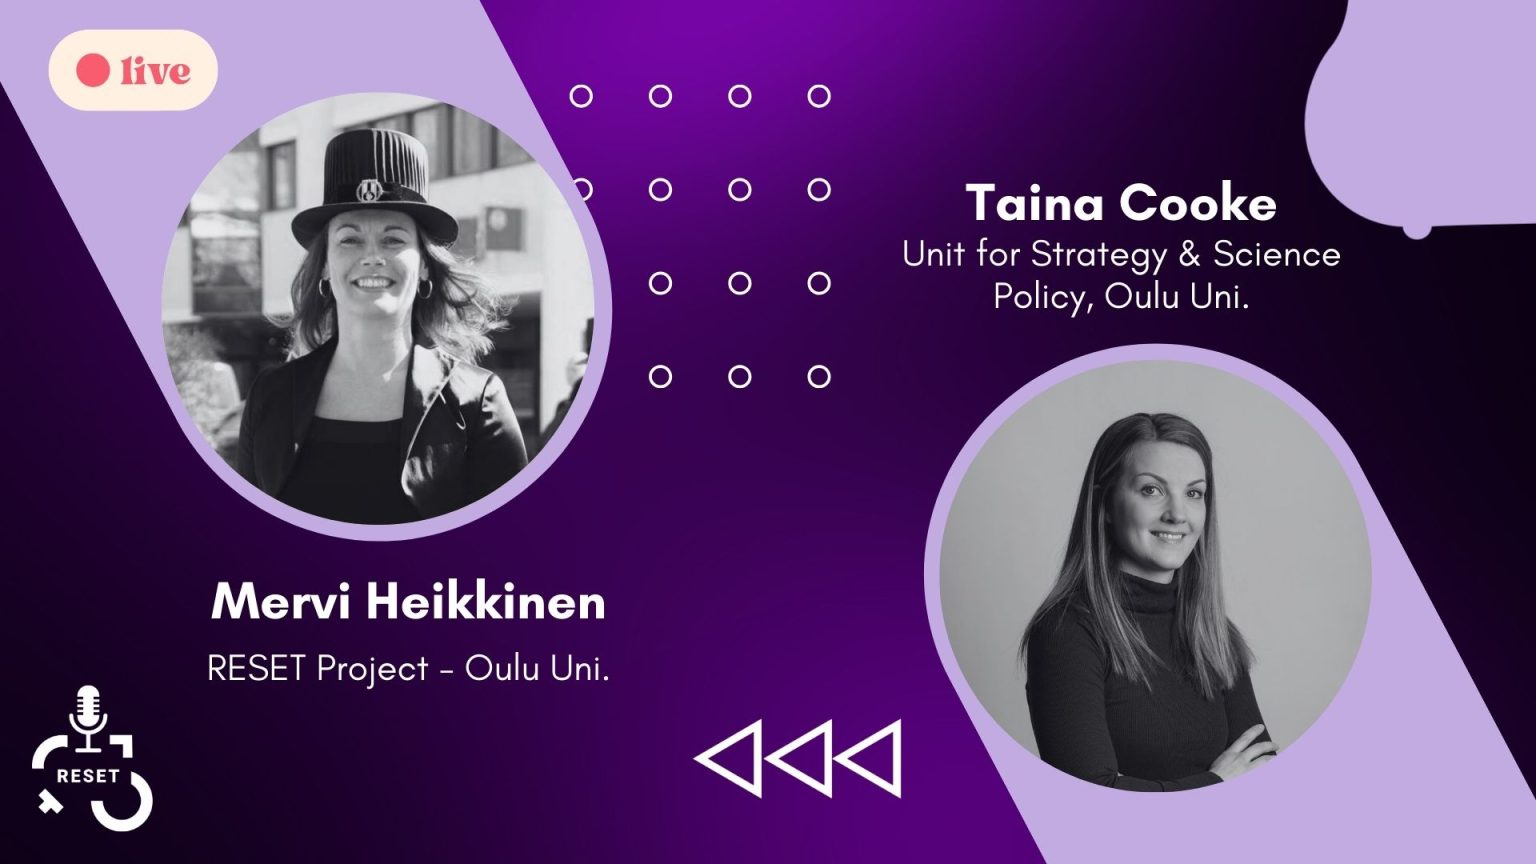 live
Taina Cooke
Unit for Strategy & Science
Policy, Oulu Uni.
Mervi Heikkinen
RESET Project - Oulu Uni.
RESET